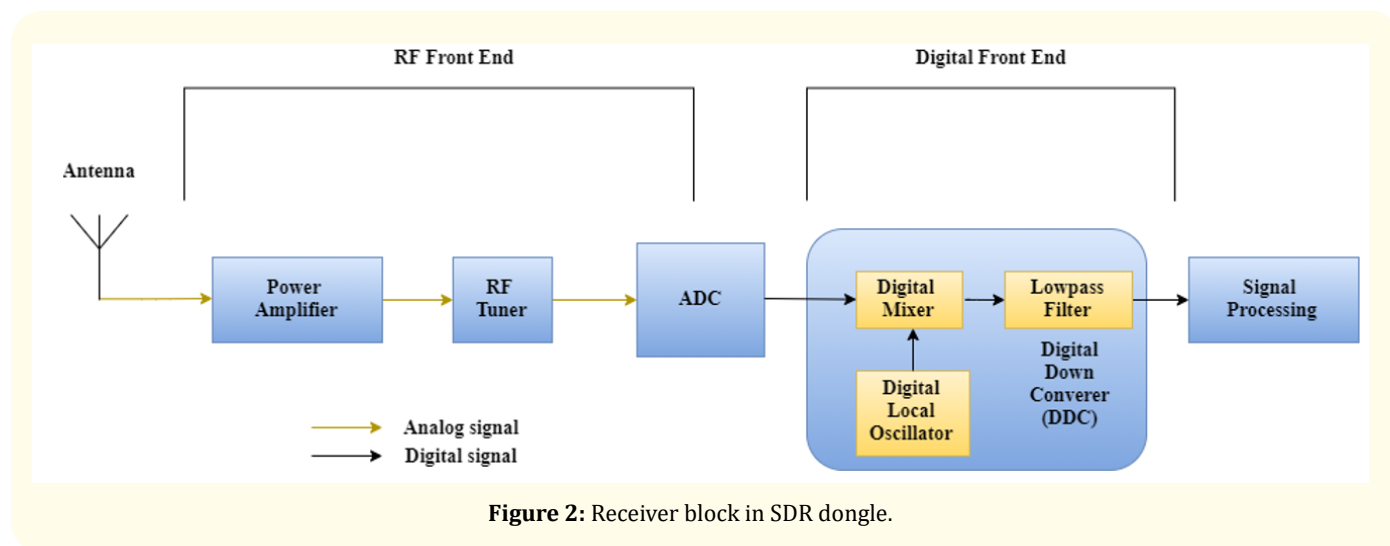 RF Front End
Digital Front End
Antenna
Power
Amplifier
RF
Tuner
ADC
Digital
Mixer
Lowpass
Filter
Signal
Processing
Digital
Local
Oscillator
Digital
Down
Converer
(DDC)
Analog signal
Digital signal
Figure 2: Receiver block in SDR dongle.